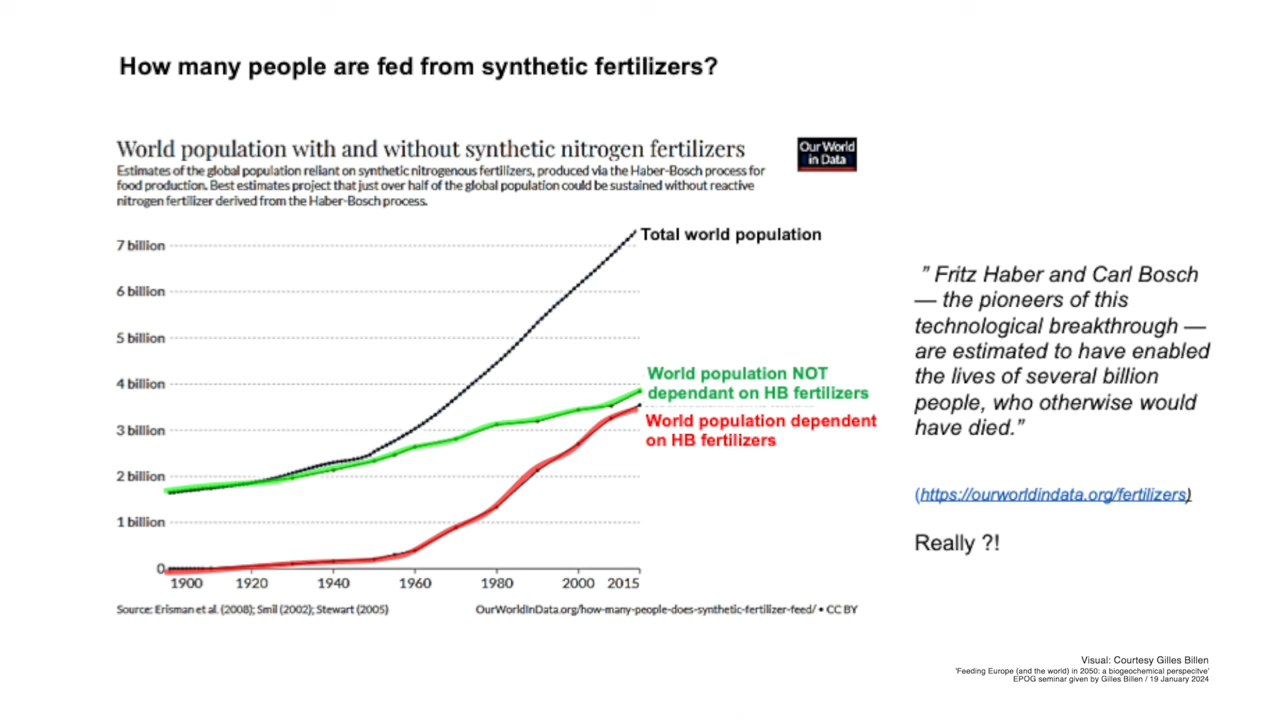 How many people are fed from synthetic fertilizers?
World population with and without synthetic nitrogen fertilizers
Our World
in Data
Estimates of the global population reliant on synthetic nitrogenous fertilizers, produced via the Haber-Bosch process for
food production. Best estimates project that just over half of the global population could be sustained without reactive
nitrogen fertilizer derived from the Haber-Bosch process.
7 billion
6 billion
5 billion
4 billion
3 billion
2 billion
1 billion
0
1900
1920
1940
1960
1980
2000
2015
Total world population
World population NOT
dependant on HB fertilizers
World population dependent
on HB fertilizers
Source: Erisman et al. (2008); Smil (2002); Stewart (2005)
OurWorldInData.org/how-many-people-does-synthetic-fertilizer-feed/ • CC BY
” Fritz Haber and Carl Bosch
— the pioneers of this
technological breakthrough —
are estimated to have enabled
the lives of several billion
people, who otherwise would
have died.”
(https://ourworldindata.org/fertilizers)
Really ?!
Visual: Courtesy Gilles Billen
'Feeding Europe (and the world) in 2050: a biogeochemical perspecitve'
EPOG seminar given by Gilles Billen / 19 January 2024